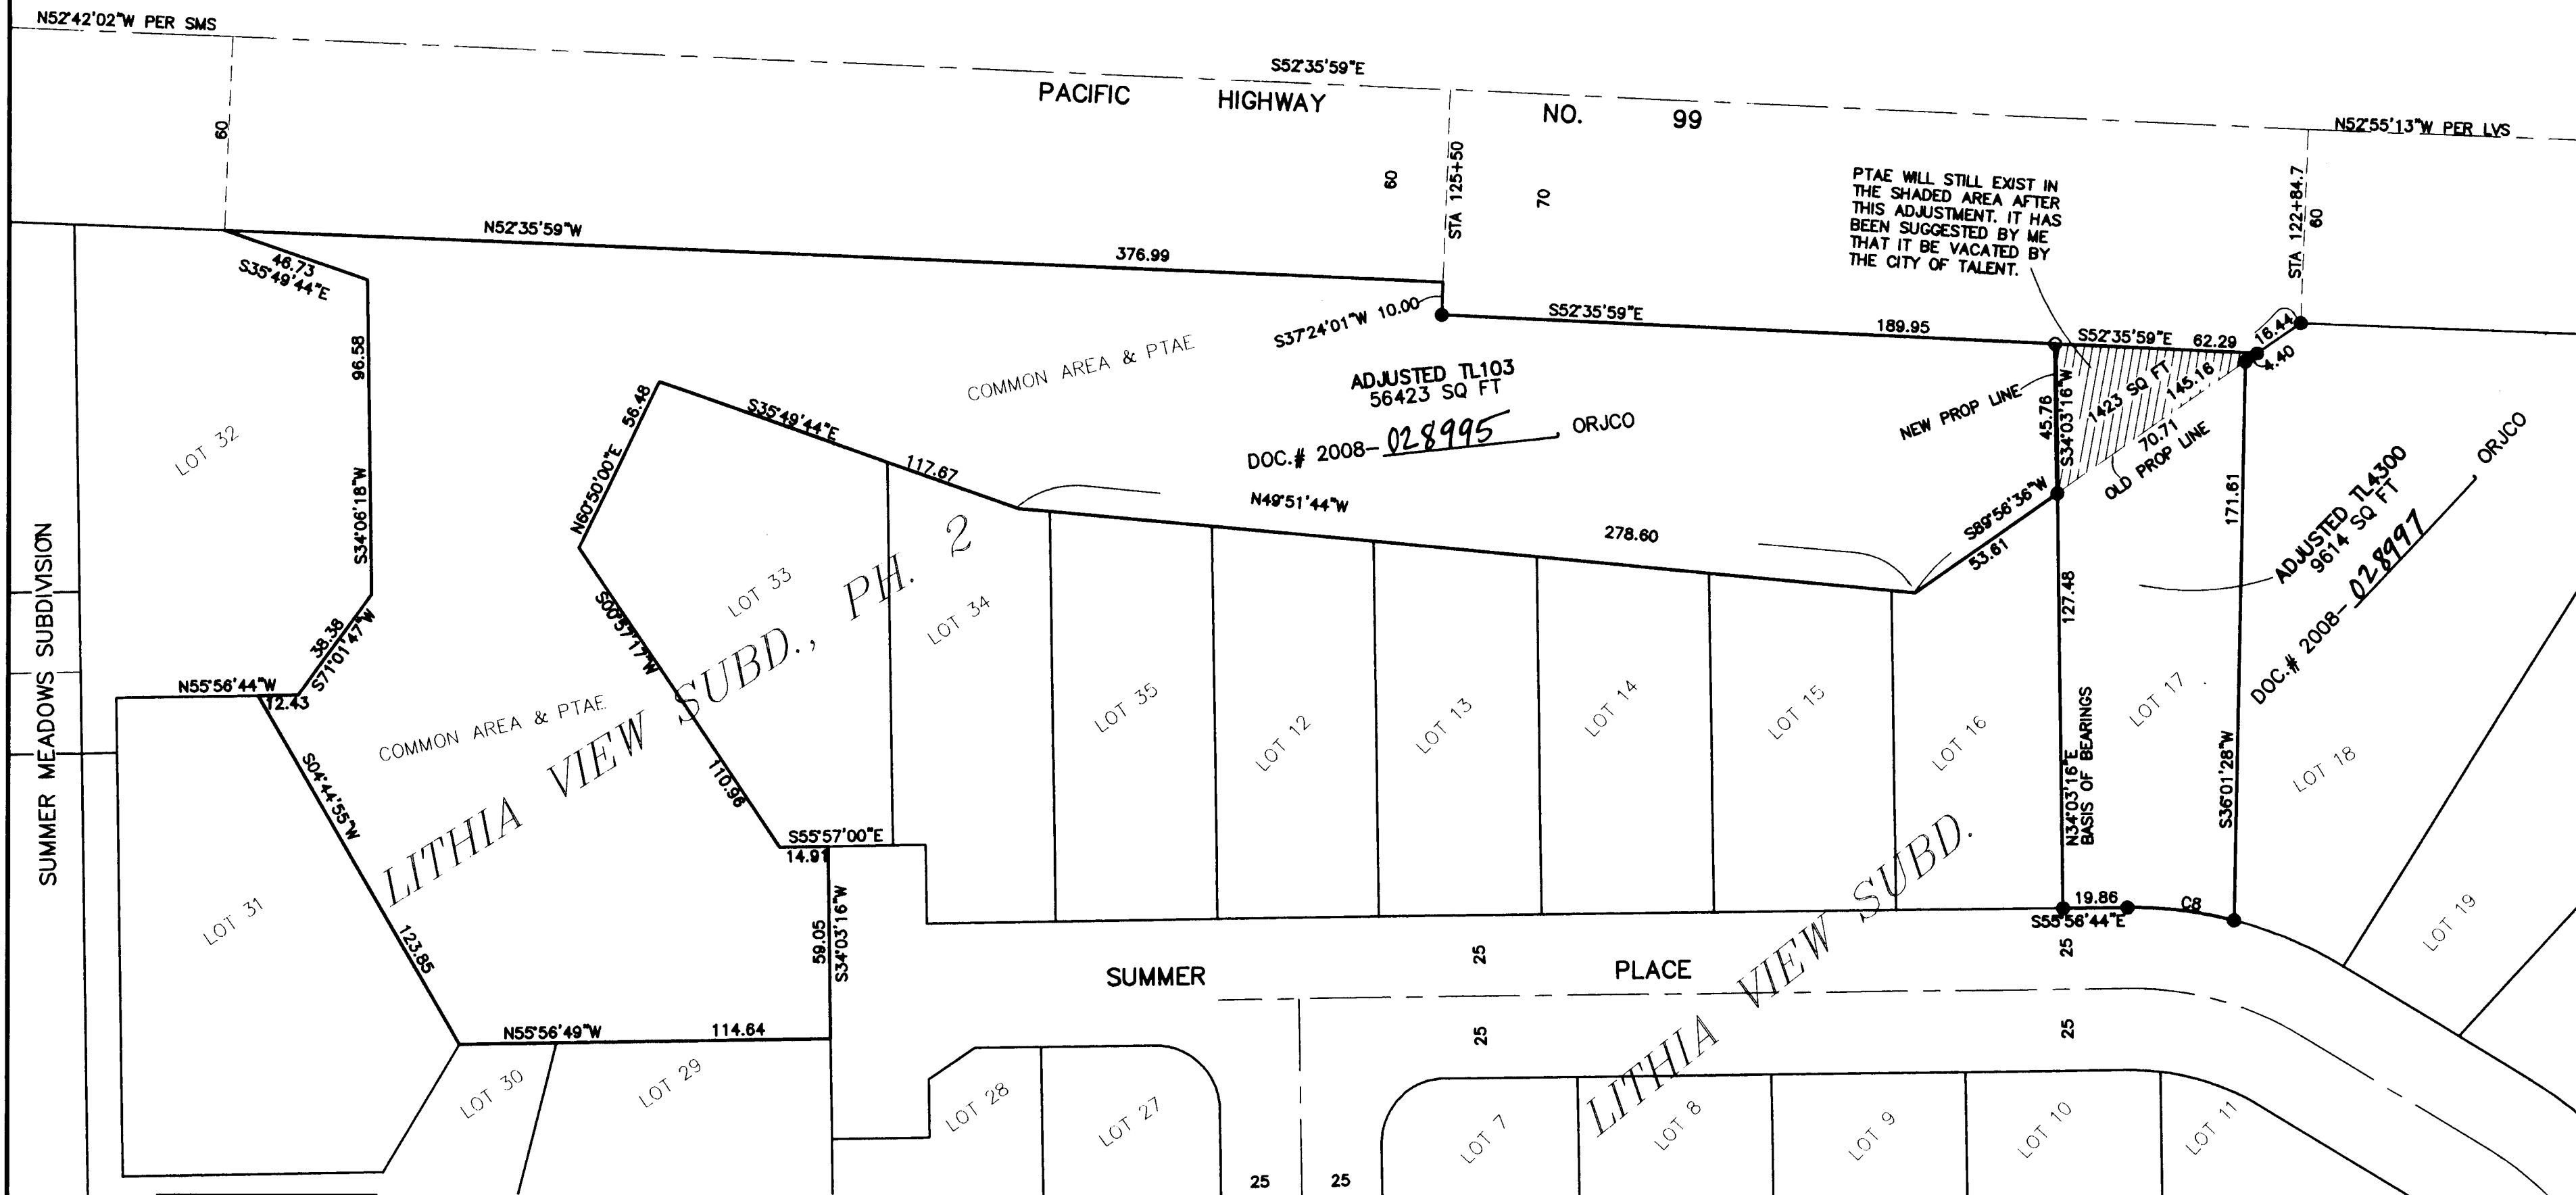 N52°42'02"W PER SMS
S52°35'59"E
PACIFIC HIGHWAY NO. 99
N52°55'13"W PER LVS
60
60
STA 125+50
70
STA 122+84.7
60
PTAE WILL STILL EXIST IN
THE SHADED AREA AFTER
THIS ADJUSTMENT. IT HAS
BEEN SUGGESTED BY ME
THAT IT BE VACATED BY
THE CITY OF TALENT.
N52°35'59"W
376.99
46.73
S35°49'44"E
S37°24'01"W 10.00
S52°35'59"E
189.95
S52°35'59"E
62.29
16.44
4.40
96.58
S34°06'18"W
COMMON AREA & PTAE
ADJUSTED TL103
56423 SQ FT
DOC.# 2008-028995, ORJCO
NEW PROP LINE
45.76
S34°03'16"W
1423 SQ FT
145.16
70.71
OLD PROP LINE
56.48
N60°50'00"E
S35°49'44"E
117.67
N49°51'44"W
278.60
S89°56'36"W
53.61
171.61
ADJUSTED TL4300
9614 SQ FT
DOC.# 2008-028997, ORJCO
LOT 32
SUMMER MEADOWS SUBDIVISION
38.38
S71°01'47"W
N55°56'44"W
12.43
COMMON AREA & PTAE
S00°57'17"W
110.96
LOT 33
LOT 34
LOT 35
LOT 12
LOT 13
LOT 14
LOT 15
LOT 16
127.48
N34°03'16"E
BASIS OF BEARINGS
LOT 17
S36°01'28"W
LOT 18
LOT 19
LITHIA VIEW SUBD., PH. 2
S04°44'55"W
123.85
LOT 31
S55°57'00"E
14.91
59.05
S34°03'16"W
N55°56'49"W
114.64
19.86
S55°56'44"E
C8
SUMMER PLACE
25
25
25
25
LITHIA VIEW SUBD.
LOT 30
LOT 29
LOT 28
LOT 27
25
25
LOT 7
LOT 8
LOT 9
LOT 10
LOT 11